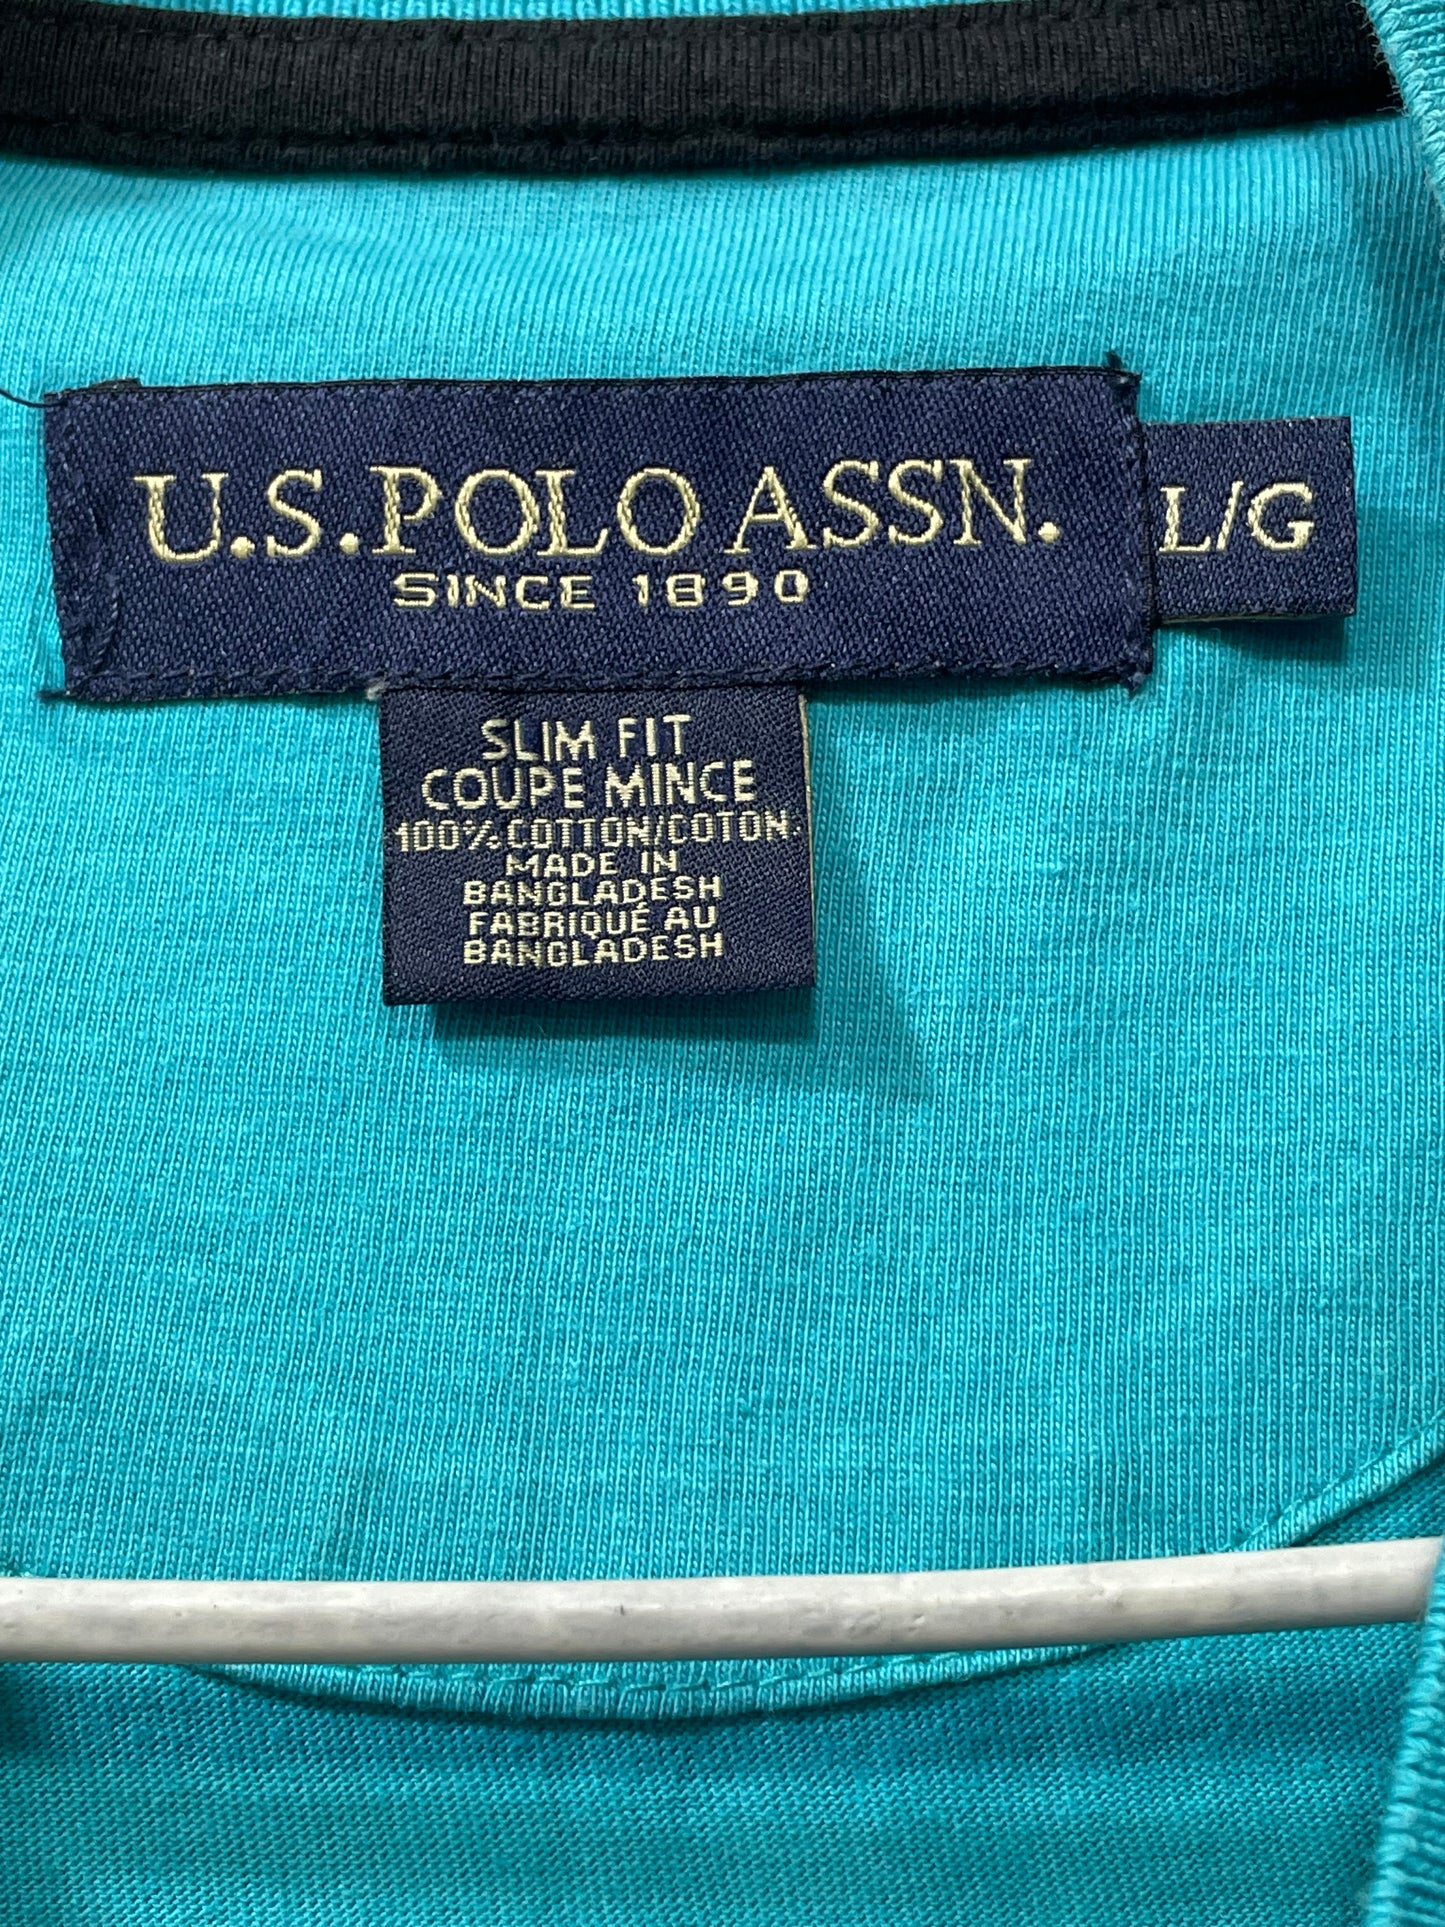 U.S. POLO ASSN.
SINCE 1890
L/G
SLIM FIT
COUPE MINCE
100% COTTON/COTON
MADE IN
BANGLADESH
FABRIQUÉ AU
BANGLADESH